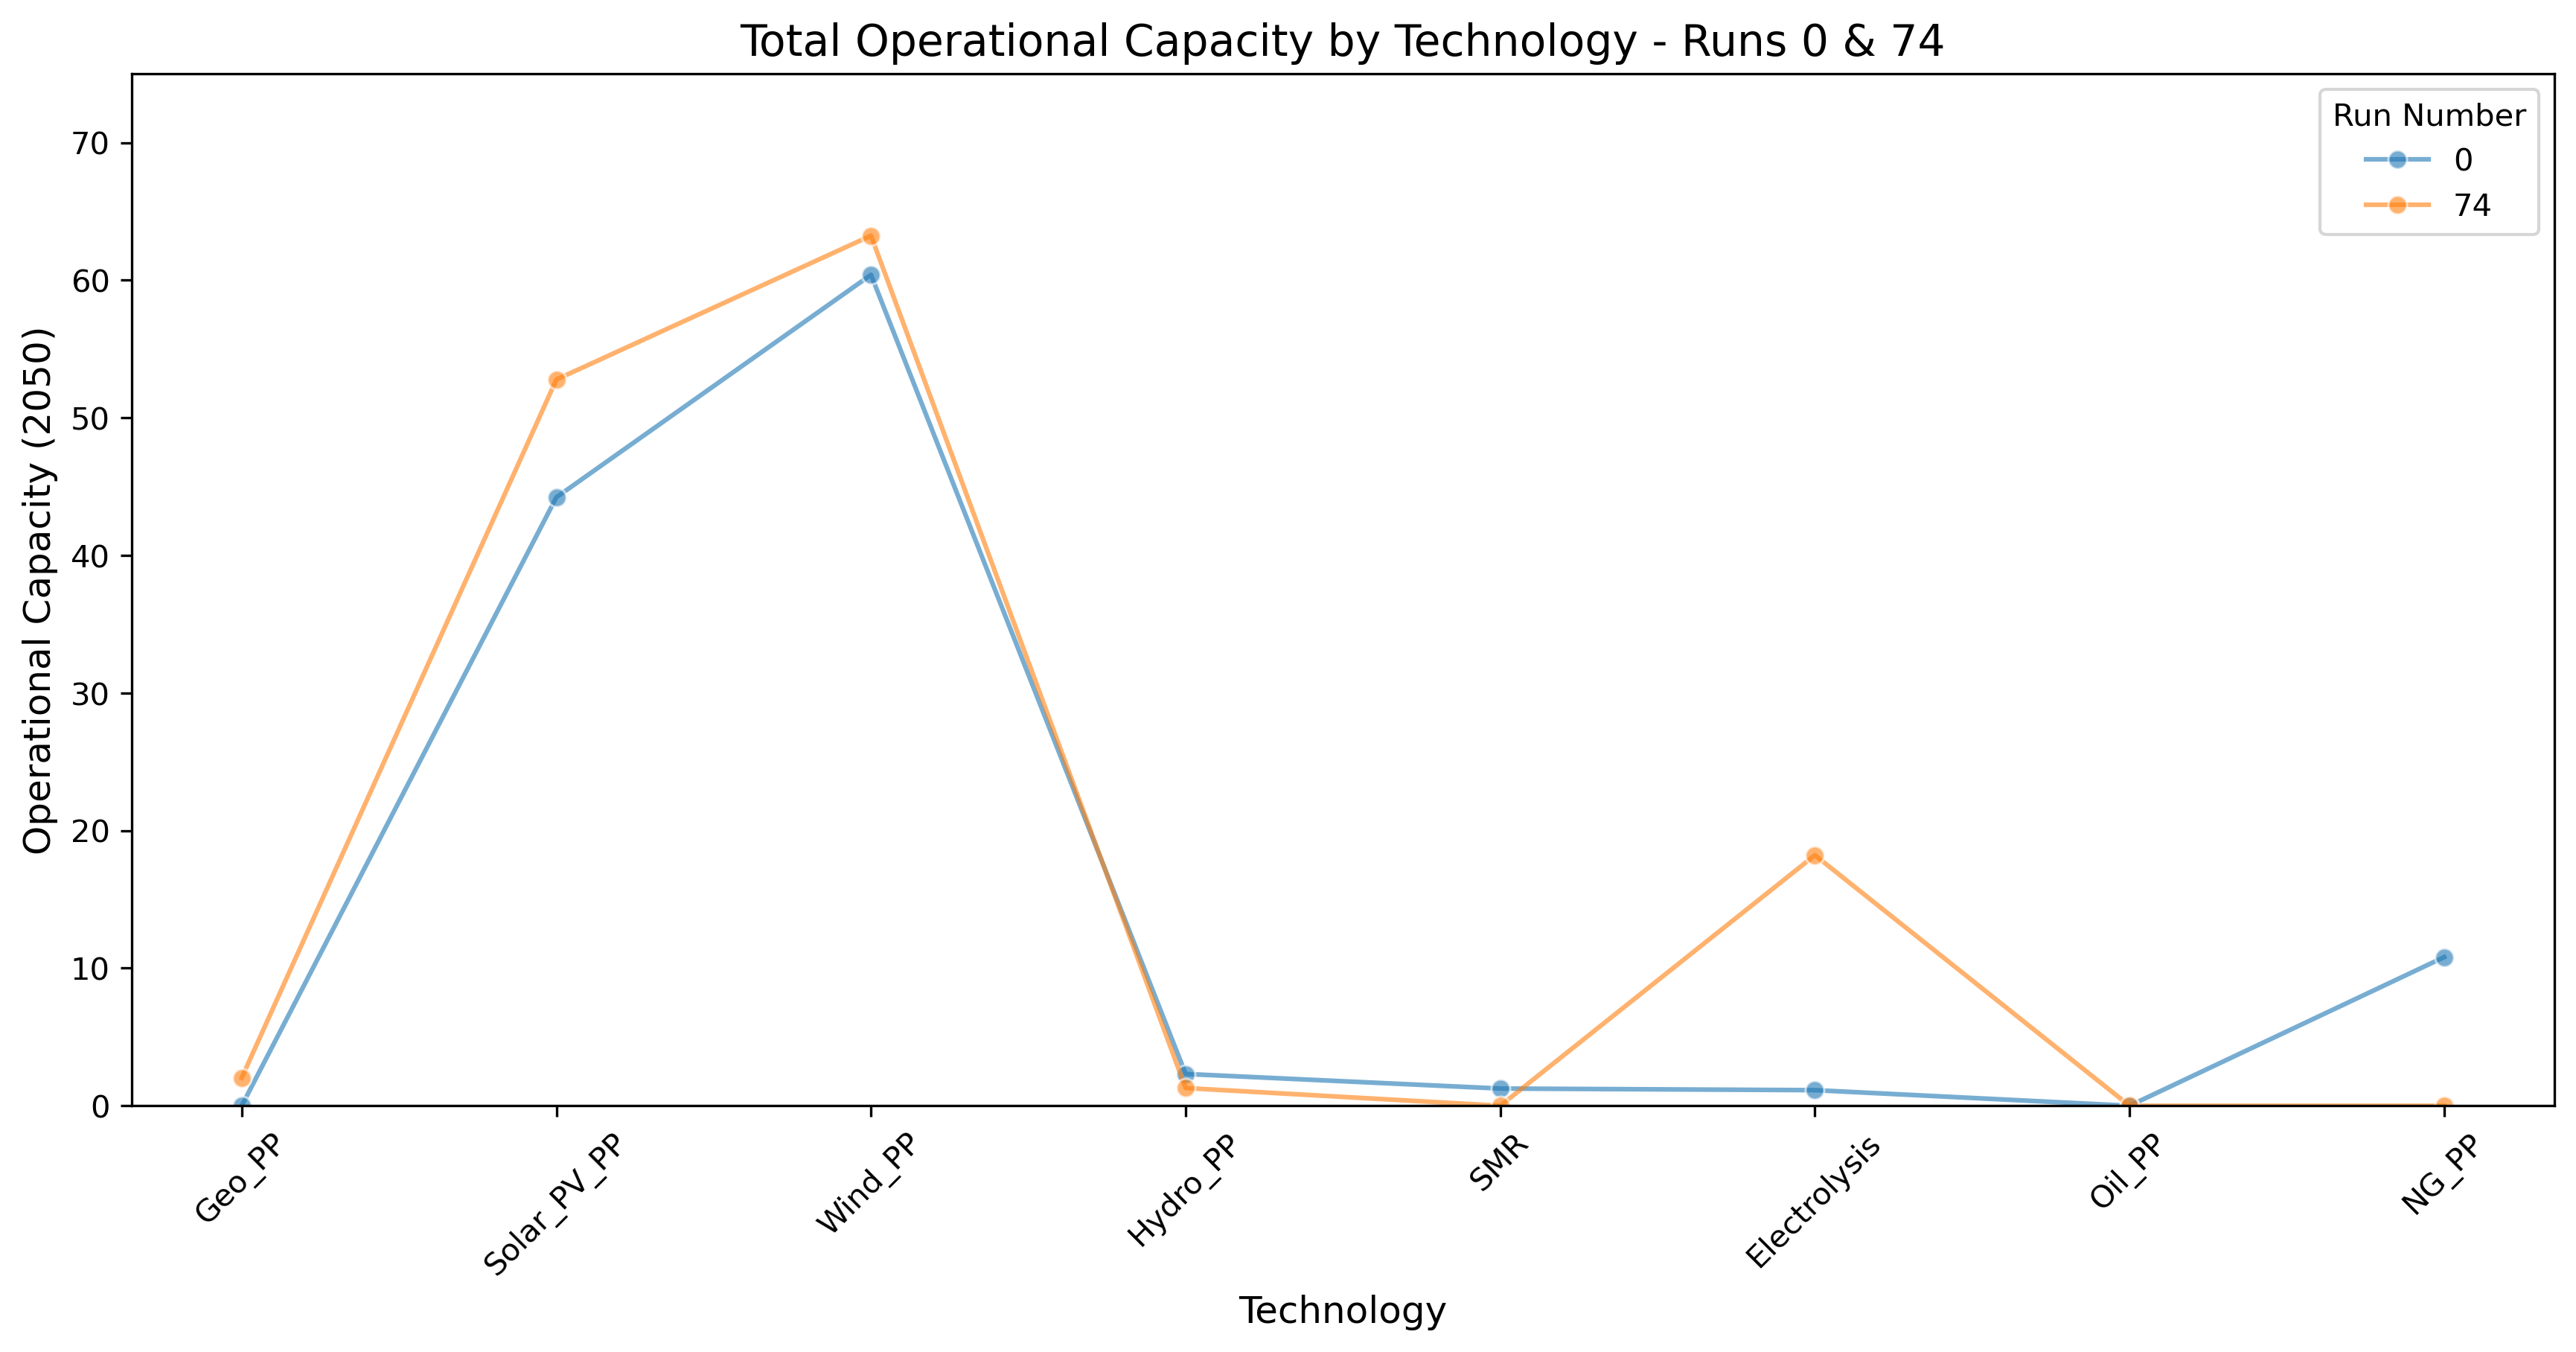 Total Operational Capacity by Technology - Runs 0 & 74
Run Number
0
74
Operational Capacity (2050)
70
60
50
40
30
20
10
0
Geo_PP
Solar_PV_PP
Wind_PP
Hydro_PP
SMR
Electrolysis
Oil_PP
NG_PP
Technology